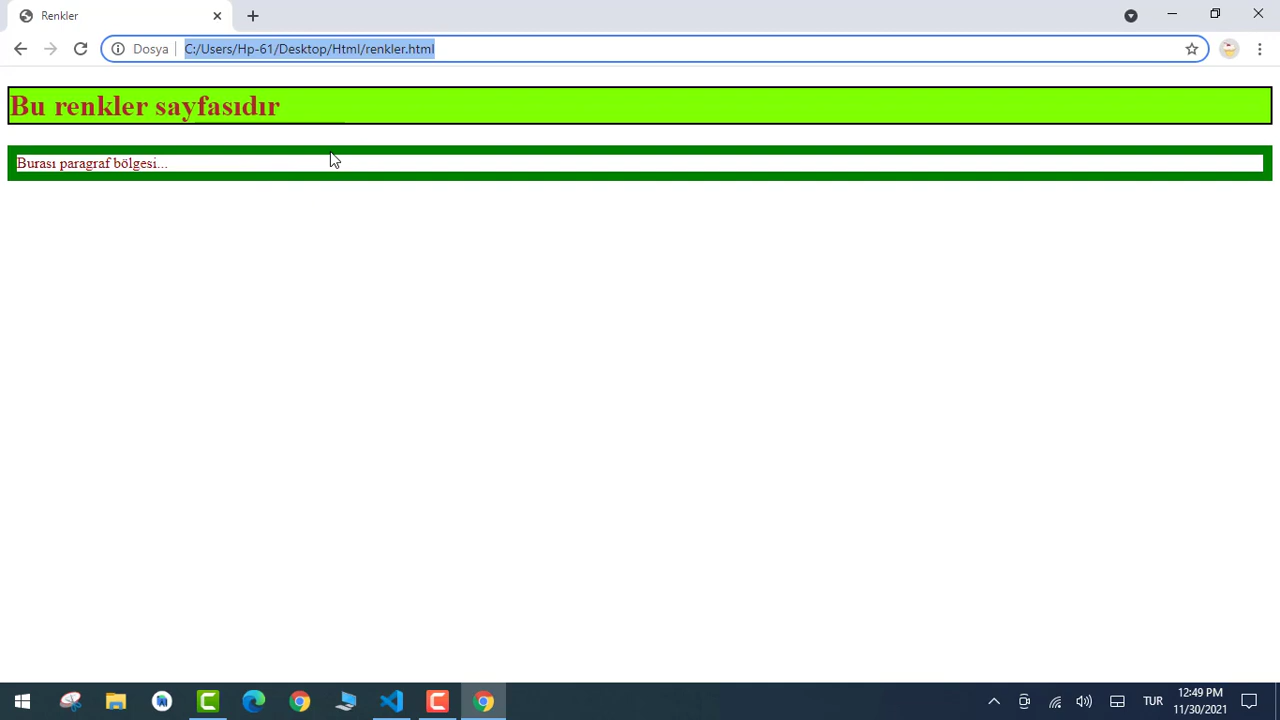 Renkler
Dosya
C:/Users/Hp-61/Desktop/Html/renkler.html
Bu renkler sayfasıdır
Burası paragraf bölgesi...
TUR
12:49 PM
11/30/2021